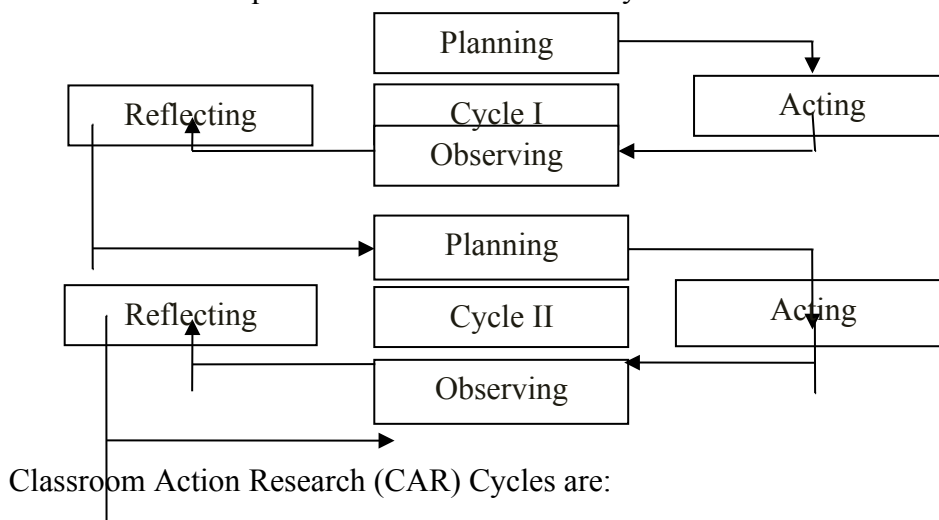 Planning
Reflecting
Cycle I
Acting
Observing
Planning
Reflecting
Cycle II
Acting
Observing
Classroom Action Research (CAR) Cycles are: